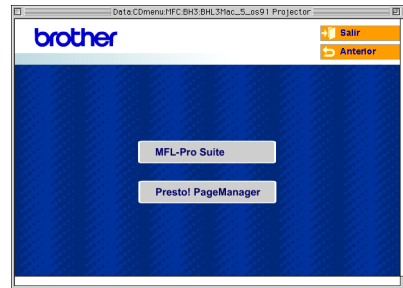 Data:CDmenu:MFC:BH3:BHL3Mac_5_os91 Projector
brother
Salir
Anterior
MFL-Pro Suite
Presto! PageManager